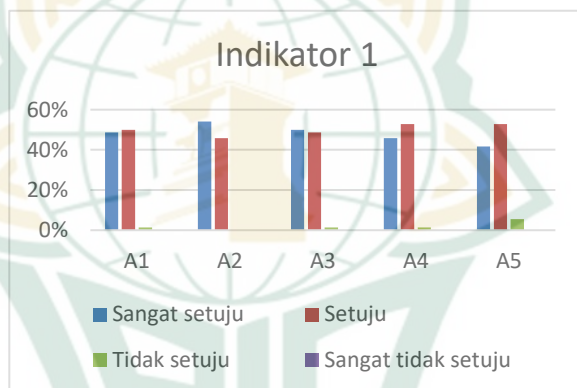 Indikator 1
60%
40%
20%
0%
A1 A2 A3 A4 A5
Sangat setuju Setuju
Tidak setuju Sangat tidak setuju